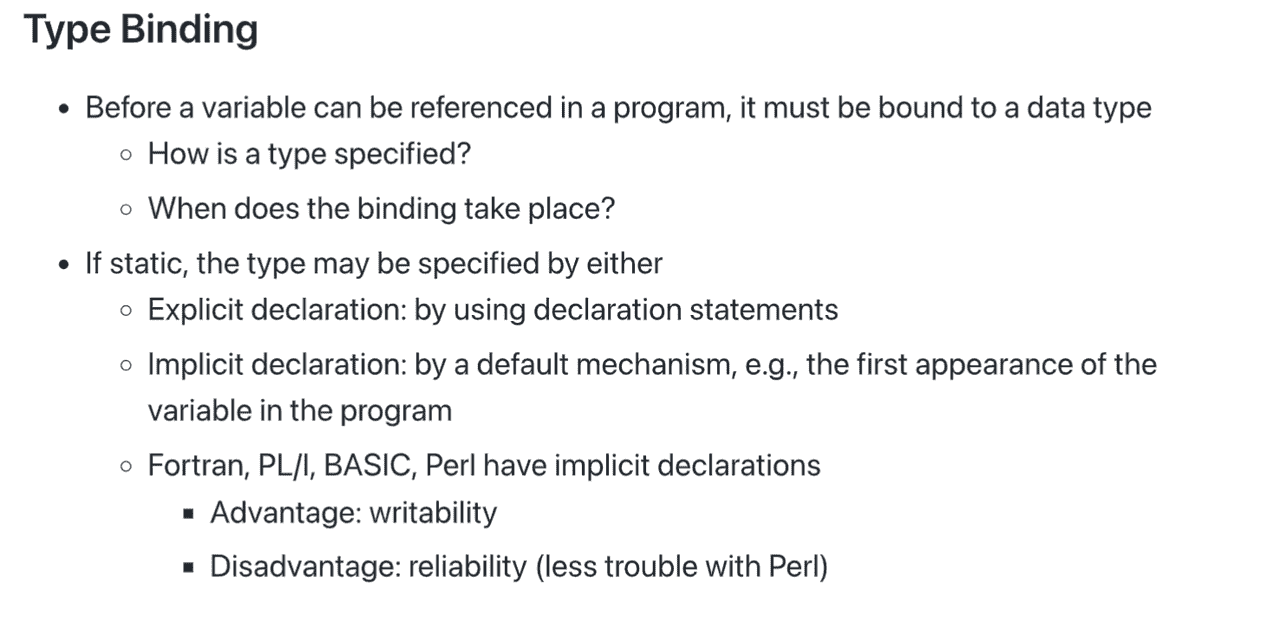 Type Binding
Before a variable can be referenced in a program, it must be bound to a data type
How is a type specified?
When does the binding take place?
If static, the type may be specified by either
Explicit declaration: by using declaration statements
Implicit declaration: by a default mechanism, e.g., the first appearance of the
variable in the program
Fortran, PL/I, BASIC, Perl have implicit declarations
Advantage: writability
Disadvantage: reliability (less trouble with Perl)